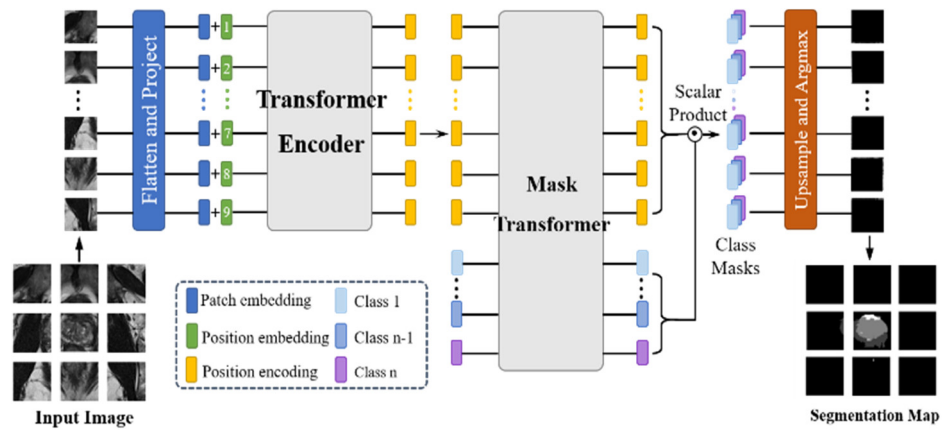 Flatten and Project
+ 1
+ 2
+ 7
+ 8
+ 9
Transformer
Encoder
Mask
Transformer
Scalar
Product
Class
Masks
Upsample and Argmax
Patch embedding
Class 1
Position embedding
Class n-1
Position encoding
Class n
Input Image
Segmentation Map